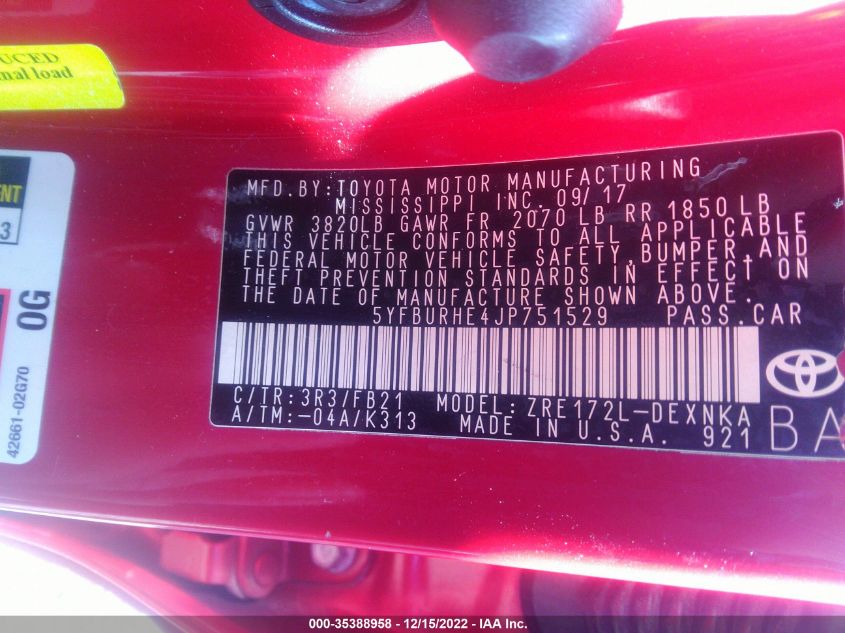 UCED
nal load
ENT
3
0G
42661-02G70
MFD.BY:TOYOTA MOTOR MANUFACTURING
MISSISSIPPI INC. 09/17
GVWR 3820LB GAWR FR 2070 LB RR 1850 LB
THIS VEHICLE CONFORMS TO ALL APPLICABLE
FEDERAL MOTOR VEHICLE SAFETY,BUMPER,AND
THEFT PREVENTION STANDARDS IN EFFECT ON
THE DATE OF MANUFACTURE SHOWN ABOVE.
5YFBURHE4JP751529 PASS.CAR
C/TR:3R3/FB21 MODEL:ZRE172L-DEXNKA
A/TM:-04A/K313 MADE IN U.S.A. 921
BA
000-35388958 - 12/15/2022 - IAA Inc.